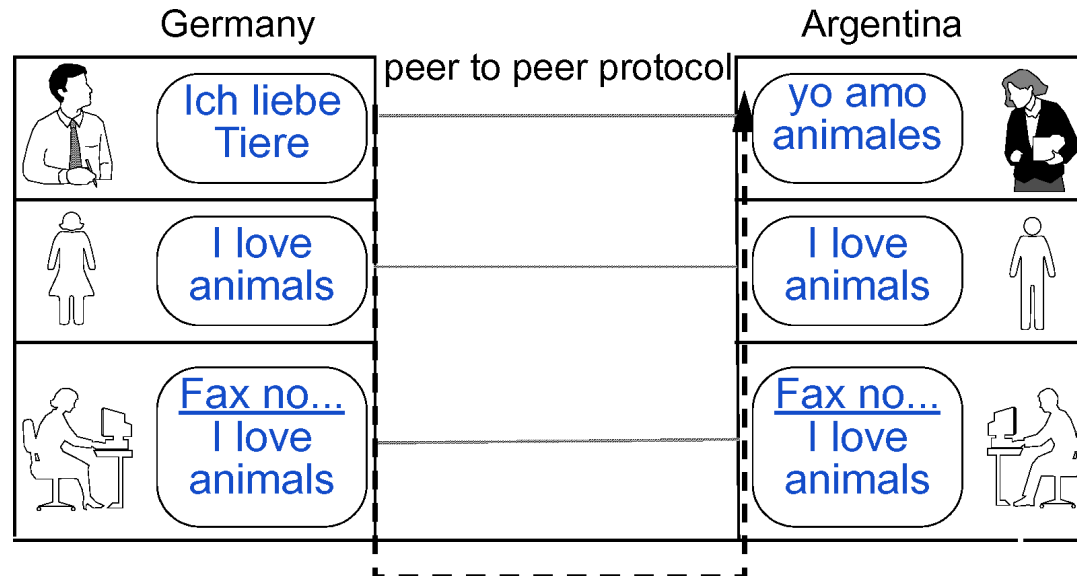 Germany
Argentina
peer to peer protocol
Ich liebe
Tiere
yo amo
animales
I love
animals
I love
animals
Fax no...
I love
animals
Fax no...
I love
animals